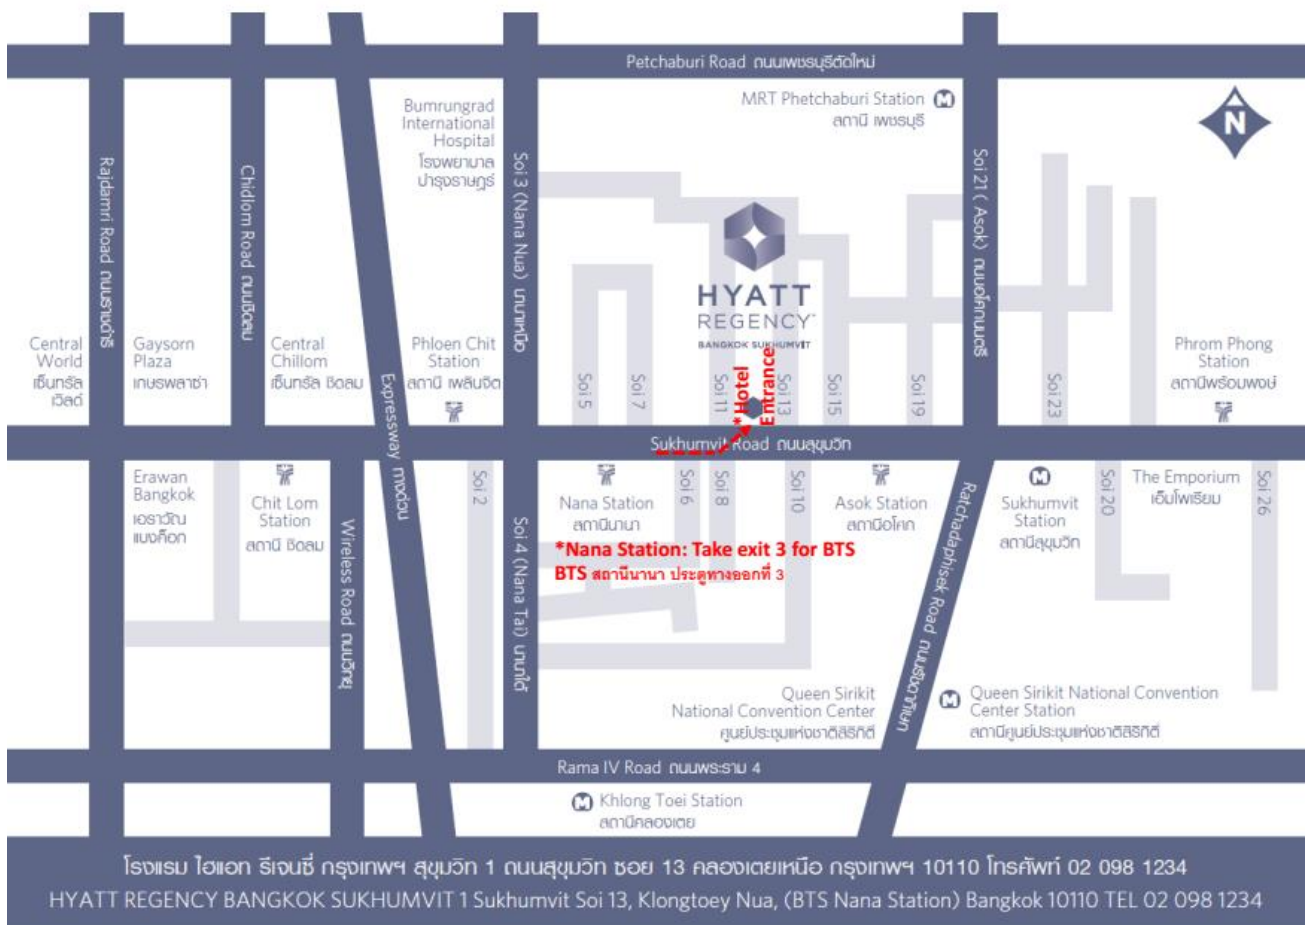 Petchaburi Road ถนนเพชรบุรีตัดใหม่
MRT Phetchaburi Station M
สถานี เพชรบุรี
N
Bumrungrad
International
Hospital
โรงพยาบาล
บำรุงราษฎร์
Rajdamri Road ถนนราชดำริ
Chidlom Road ถนนชิดลม
Soi 3 (Nana Nua) นานาเหนือ
Soi 21 ( Asok) ถนนอโศกมนตรี
HYATT
REGENCY™
BANGKOK SUKHUMVIT
Central
World
เซ็นทรัล
เวิลด์
Gaysorn
Plaza
เกษรพลาซ่า
Central
Chillom
เซ็นทรัล ชิดลม
Expressway ทางด่วน
Phloen Chit
Station
สถานี เพลินจิต
Soi 5
Soi 7
Soi 11
*Hotel
Entrance
Soi 13
Soi 15
Soi 19
Soi 23
Phrom Phong
Station
สถานีพร้อมพงษ์
Sukhumvit Road ถนนสุขุมวิท
Erawan
Bangkok
เอราวัณ
แบงค็อก
Chit Lom
Station
สถานี ชิดลม
Wireless Road ถนนวิทยุ
Soi 2
Soi 4 (Nana Tai) นานาใต้
Nana Station
สถานีนานา
Soi 6
Soi 8
Soi 10
Asok Station
สถานีอโศก
Ratchadaphisek Road ถนนรัชดาภิเษก
M
Sukhumvit
Station
สถานีสุขุมวิท
Soi 20
The Emporium
เอ็มโพเรียม
Soi 26
*Nana Station: Take exit 3 for BTS
BTS สถานีนานา ประตูทางออกที่ 3
Queen Sirikit
National Convention Center
ศูนย์ประชุมแห่งชาติสิริกิติ์
M Queen Sirikit National Convention
Center Station
สถานีศูนย์ประชุมแห่งชาติสิริกิติ์
Rama IV Road ถนนพระราม 4
M Khlong Toei Station
สถานีคลองเตย
โรงแรม ไฮแอท รีเจนซี่ กรุงเทพฯ สุขุมวิท 1 ถนนสุขุมวิท ซอย 13 คลองเตยเหนือ กรุงเทพฯ 10110 โทรศัพท์ 02 098 1234
HYATT REGENCY BANGKOK SUKHUMVIT 1 Sukhumvit Soi 13, Klongtoey Nua, (BTS Nana Station) Bangkok 10110 TEL 02 098 1234